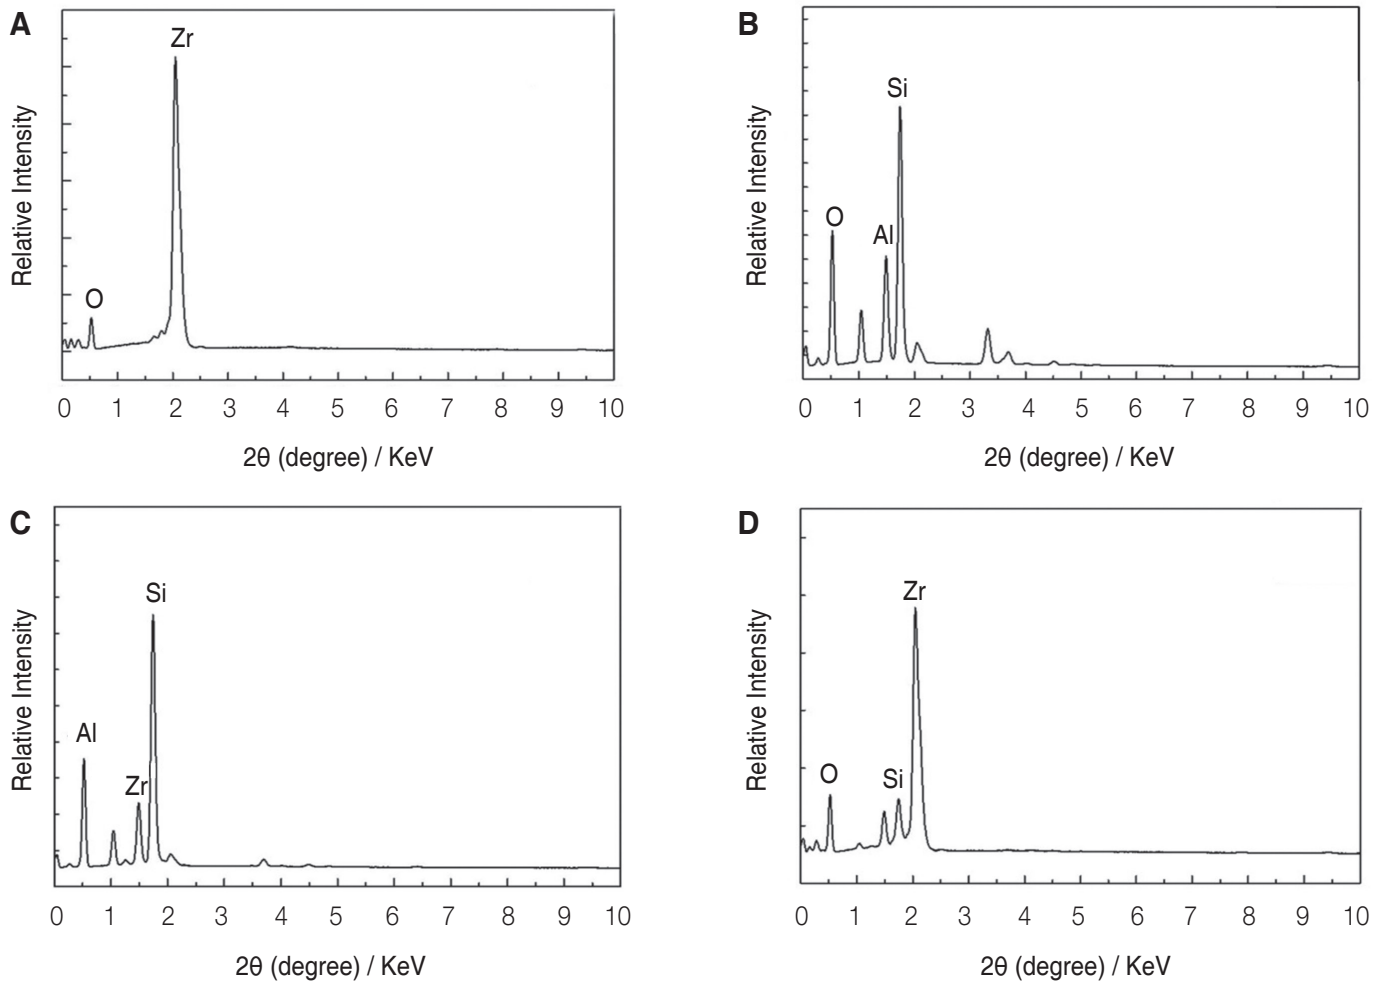 A
Zr
O
Relative Intensity
0 1 2 3 4 5 6 7 8 9 10
2θ (degree) / KeV
B
Si
O
Al
Relative Intensity
0 1 2 3 4 5 6 7 8 9 10
2θ (degree) / KeV
C
Si
Al
Zr
Relative Intensity
0 1 2 3 4 5 6 7 8 9 10
2θ (degree) / KeV
D
Zr
O
Si
Relative Intensity
0 1 2 3 4 5 6 7 8 9 10
2θ (degree) / KeV